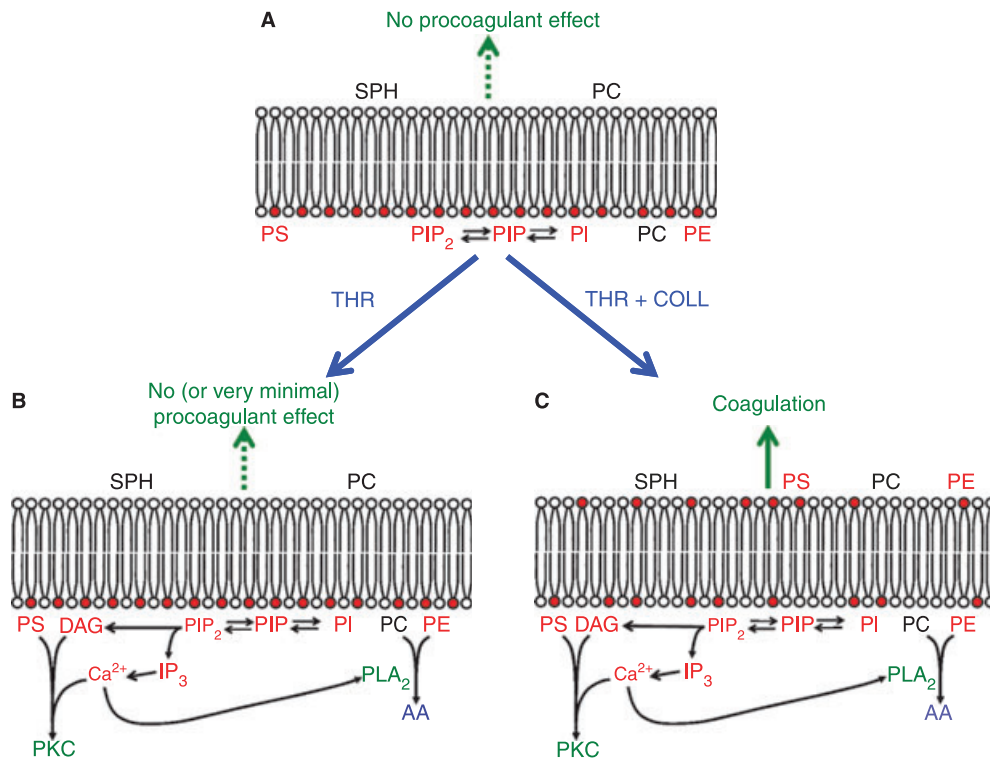 A
No procoagulant effect
SPH
PC
PS
PIP2
PIP
PI
PC
PE
THR
THR + COLL
B
No (or very minimal)
procoagulant effect
SPH
PC
PS
DAG
PIP2
PIP
PI
PC
PE
Ca2+
IP3
PLA2
AA
PKC
C
Coagulation
SPH
PS
PC
PE
PS
DAG
PIP2
PIP
PI
PC
PE
Ca2+
IP3
PLA2
AA
PKC